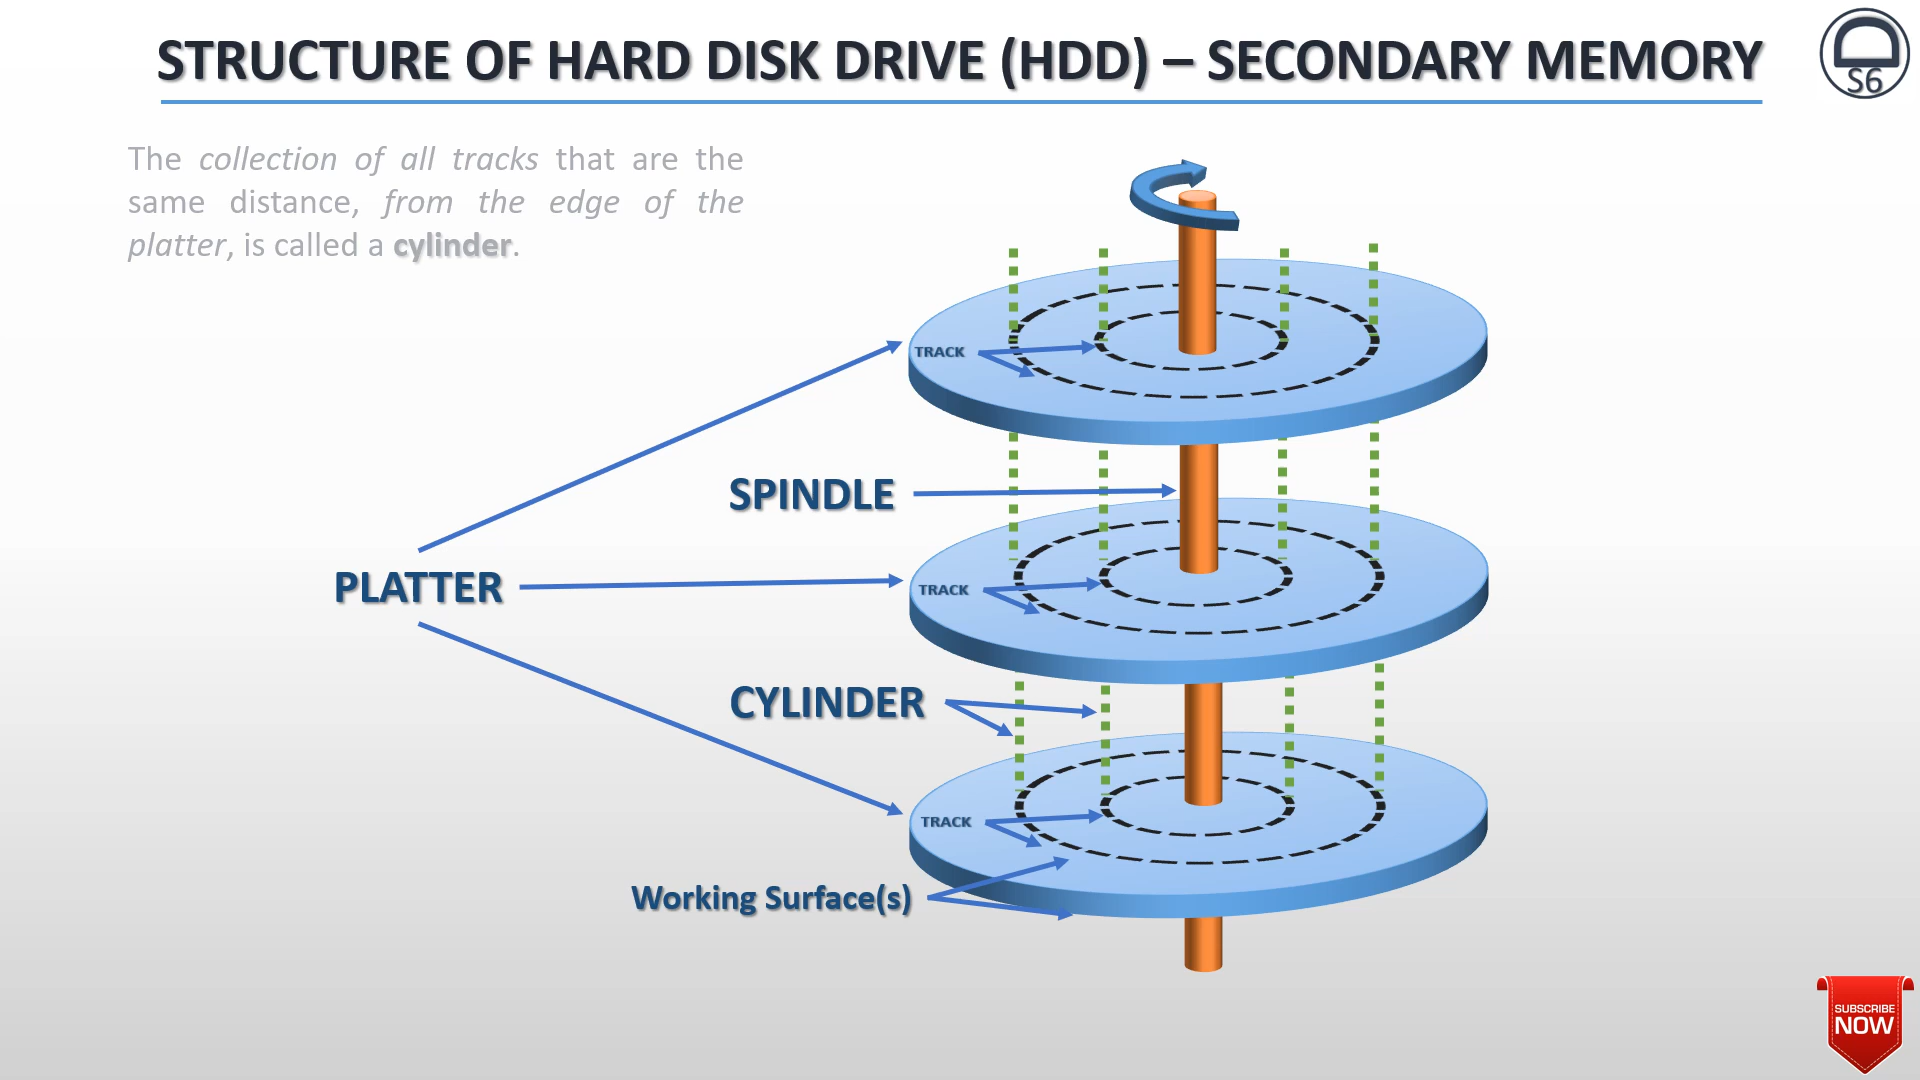 STRUCTURE OF HARD DISK DRIVE (HDD) – SECONDARY MEMORY
S6
The collection of all tracks that are the
same distance, from the edge of the
platter, is called a cylinder.
TRACK
SPINDLE
PLATTER
TRACK
CYLINDER
TRACK
Working Surface(s)
SUBSCRIBE
NOW